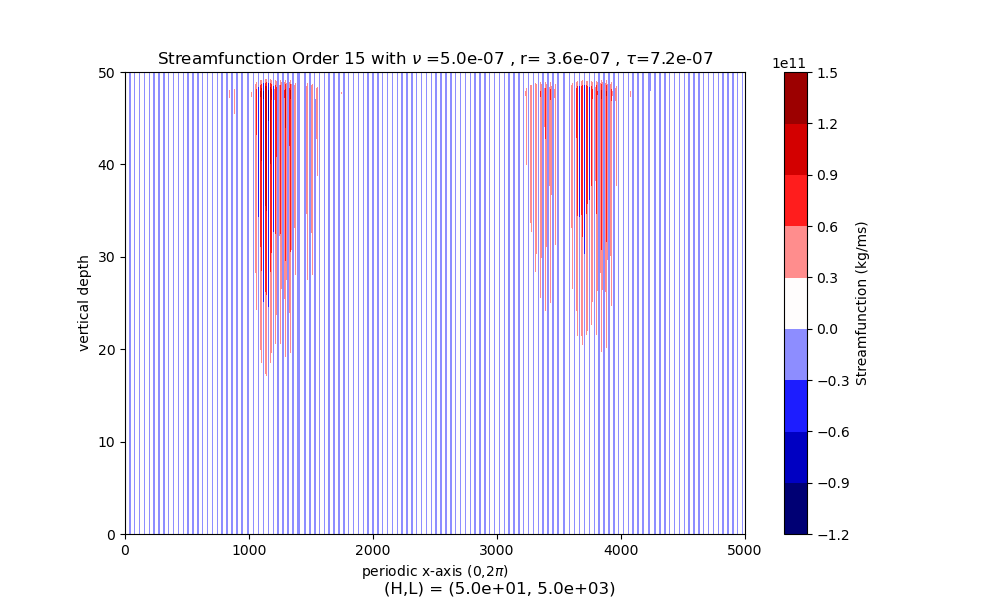 Streamfunction Order 15 with ν =5.0e-07 , r= 3.6e-07 , τ=7.2e-07
1e11
50
40
30
20
10
0
vertical depth
0 1000 2000 3000 4000 5000
periodic x-axis (0,2π)
(H,L) = (5.0e+01, 5.0e+03)
1.5
1.2
0.9
0.6
0.3
0.0
−0.3
−0.6
−0.9
−1.2
Streamfunction (kg/ms)